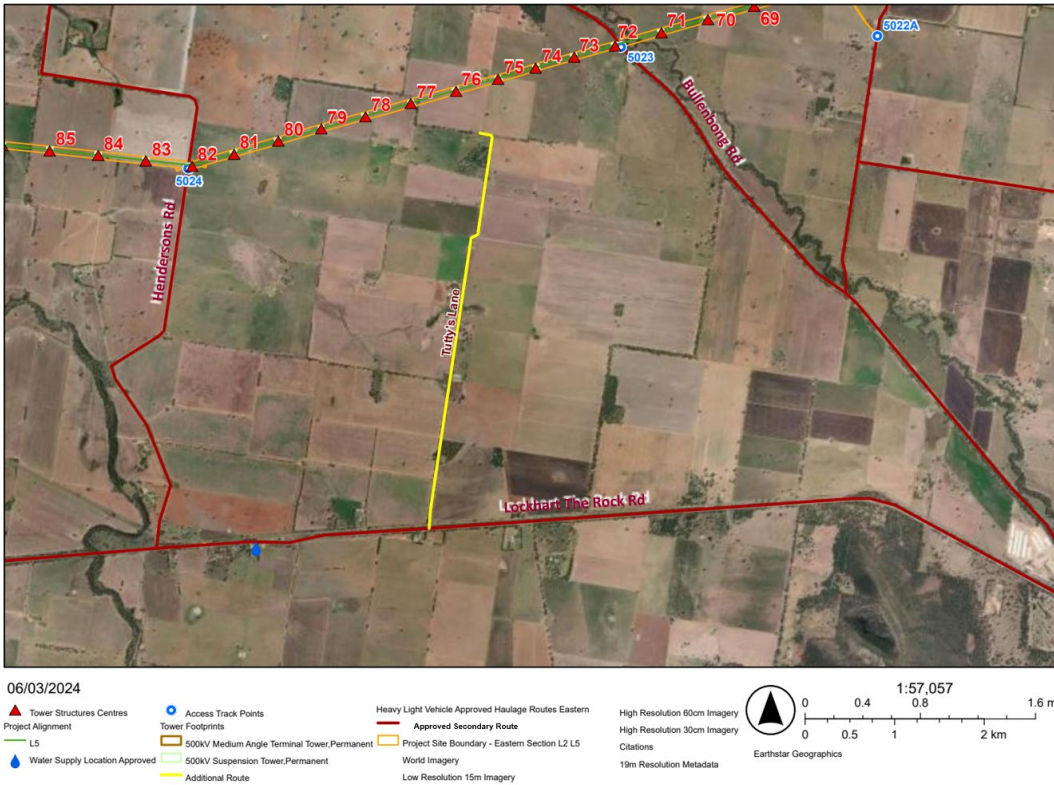 69
70
71
72
73
74
75
76
77
78
79
80
81
82
83
84
85
5022A
5023
5024
Bullenbong Rd
Hendersons Rd
Tutty's Lane
Lockhart The Rock Rd
06/03/2024
Tower Structures Centres
Project Alignment
L5
Water Supply Location Approved
Access Track Points
Tower Footprints
500kV Medium Angle Terminal Tower,Permanent
500kV Suspension Tower,Permanent
Additional Route
Heavy Light Vehicle Approved Haulage Routes Eastern
Approved Secondary Route
Project Site Boundary - Eastern Section L2 L5
World Imagery
Low Resolution 15m Imagery
High Resolution 60cm Imagery
High Resolution 30cm Imagery
Citations
19m Resolution Metadata
Earthstar Geographics
1:57,057
0 0.4 0.8 1.6 m
0 0.5 1 2 km